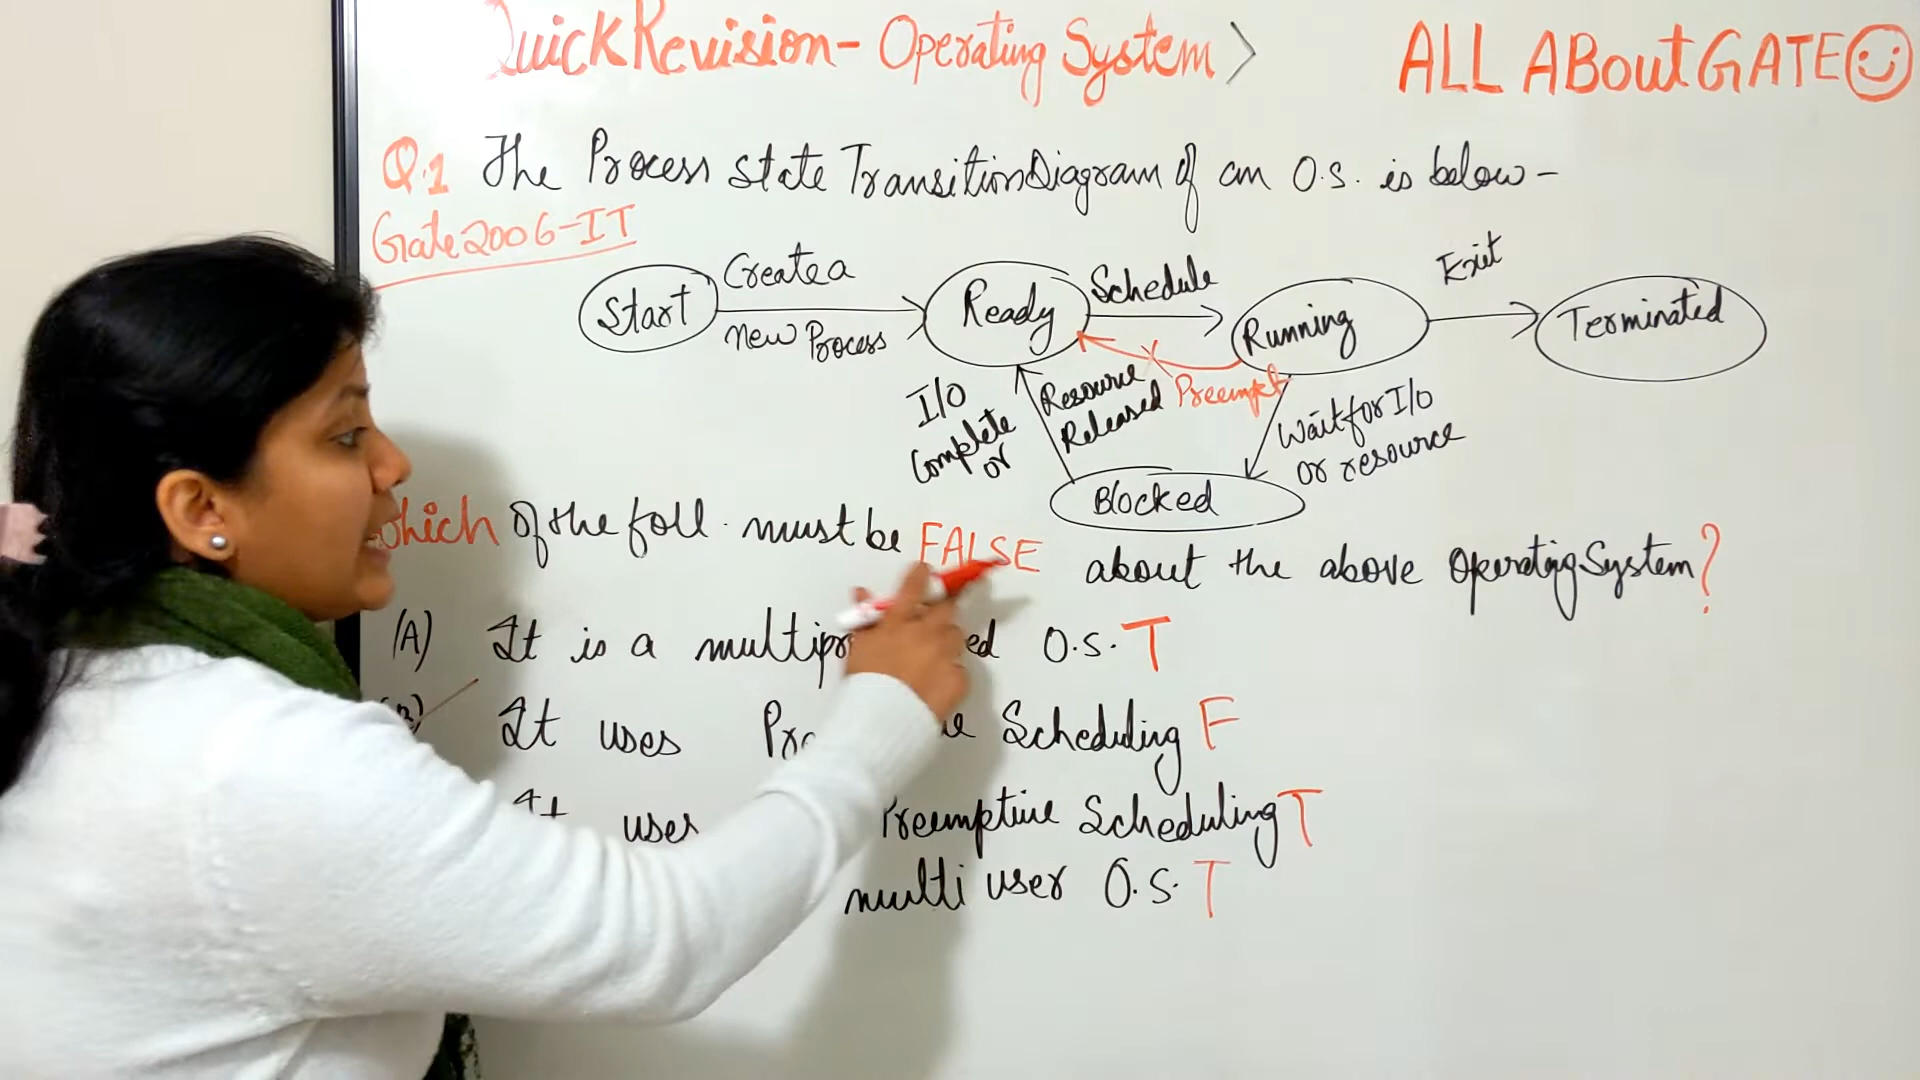 Quick Revision - Operating System > ALL ABout GATE
Q.1 The Process State Transition Diagram of an O.S. is below -
Gate 2006-IT
Start
Create a
new Process
Ready
Schedule
Running
Exit
Terminated
I/O
Complete
or
Resource
Released
Preempt
Wait for I/o
or resource
Blocked
which of the foll. must be FALSE about the above Operating System?
(A) It is a O.S. T
(B) It uses Scheduling F
It uses Preemptive Scheduling T
multi user O.S. T